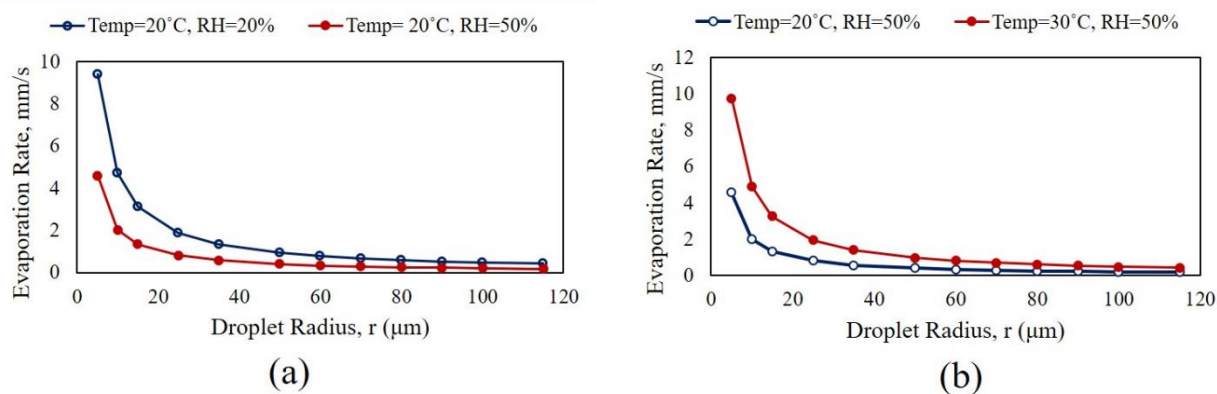 Temp=20˚C, RH=20% Temp= 20˚C, RH=50%
10
8
6
4
2
0
0 20 40 60 80 100 120
Evaporation Rate, mm/s
Droplet Radius, r (μm)
(a)
Temp=20˚C, RH=50% Temp=30˚C, RH=50%
12
10
8
6
4
2
0
0 20 40 60 80 100 120
Evaporation Rate, mm/s
Droplet Radius, r (μm)
(b)